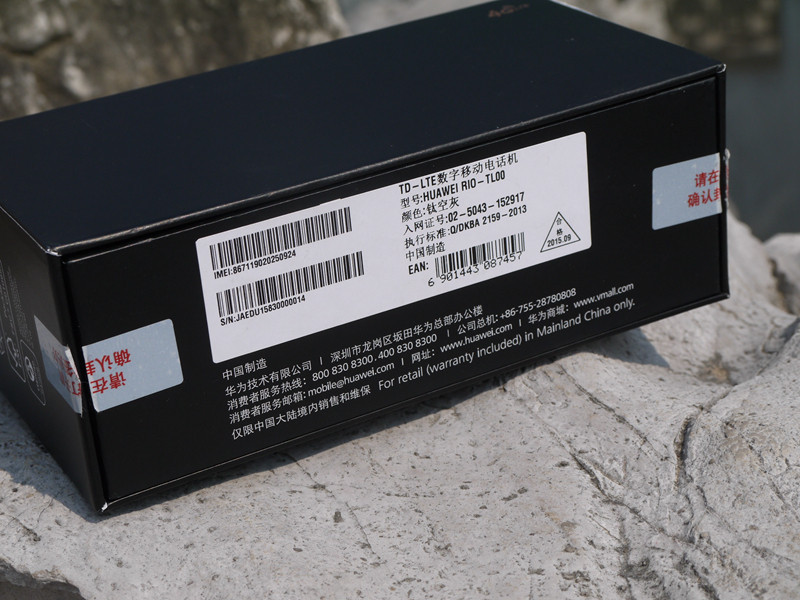 TD-LTE数字移动电话机
型号:HUAWEI RIO-TL00
颜色:钛空灰
入网证号:02-5043-152917
执行标准:Q/DKBA 2159-2013
中国制造
EAN:
6 901443 087457
合格
2015.09
IMEI:867119020250924
S/N:JAEDU15830000014
中国制造
华为技术有限公司 | 深圳市龙岗区坂田华为总部办公楼
消费者服务热线: 800 830 8300, 400 830 8300 | 公司总机: +86-755-28780808
消费者服务邮箱: mobile@huawei.com | 网址: www.huawei.com | 华为商城: www.vmall.com
仅限中国大陆境内销售和维保 For retail (warranty included) in Mainland China only.
请在
确认封
请在
确认封
4G